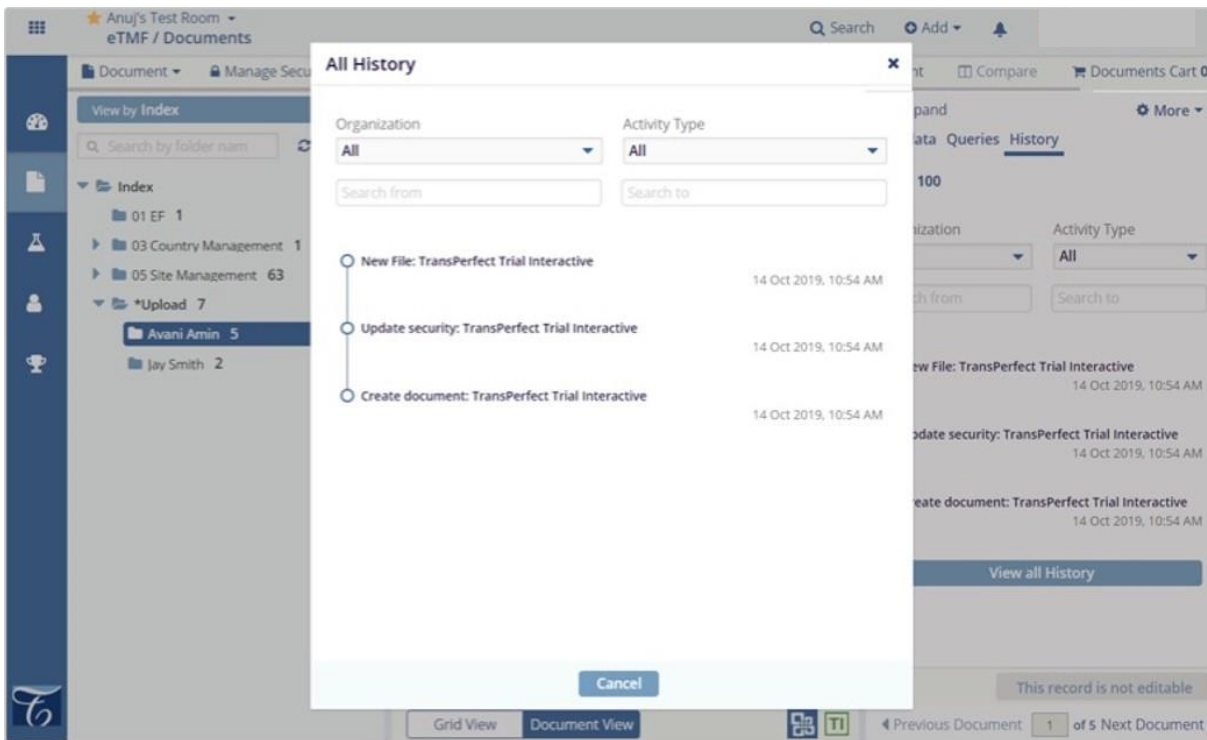 Anuj's Test Room
eTMF / Documents
Search
Add
Document
Manage Secu
nt
Compare
Documents Cart 0
View by Index
Search by folder nam
Index
01 EF 1
03 Country Management 1
05 Site Management 63
*Upload 7
Avani Amin 5
Jay Smith 2
All History
Organization
Activity Type
All
All
Search from
Search to
New File: TransPerfect Trial Interactive
14 Oct 2019, 10:54 AM
Update security: TransPerfect Trial Interactive
14 Oct 2019, 10:54 AM
Create document: TransPerfect Trial Interactive
14 Oct 2019, 10:54 AM
Cancel
pand
More
ata Queries History
100
ization
Activity Type
All
ch from
Search to
ew File: TransPerfect Trial Interactive
14 Oct 2019, 10:54 AM
pdate security: TransPerfect Trial Interactive
14 Oct 2019, 10:54 AM
eate document: TransPerfect Trial Interactive
14 Oct 2019, 10:54 AM
View all History
This record is not editable
Grid View
Document View
TI
Previous Document 1 of 5 Next Document